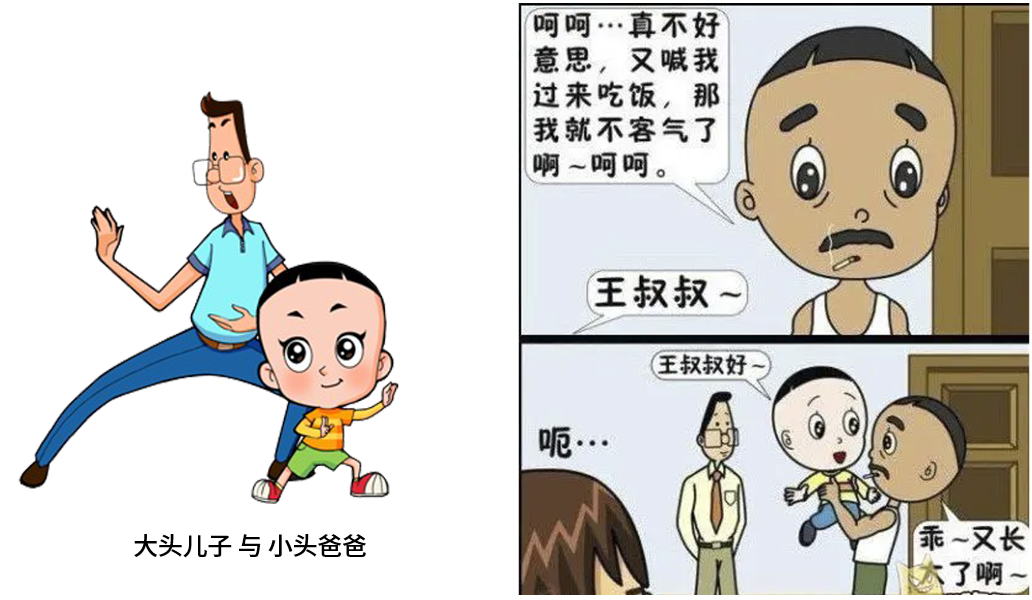 大头儿子 与 小头爸爸
呵呵…真不好
意思，又喊我
过来吃饭，那
我就不客气了
啊～呵呵。
王叔叔～
王叔叔好～
呃…
乖～又长
大了啊～